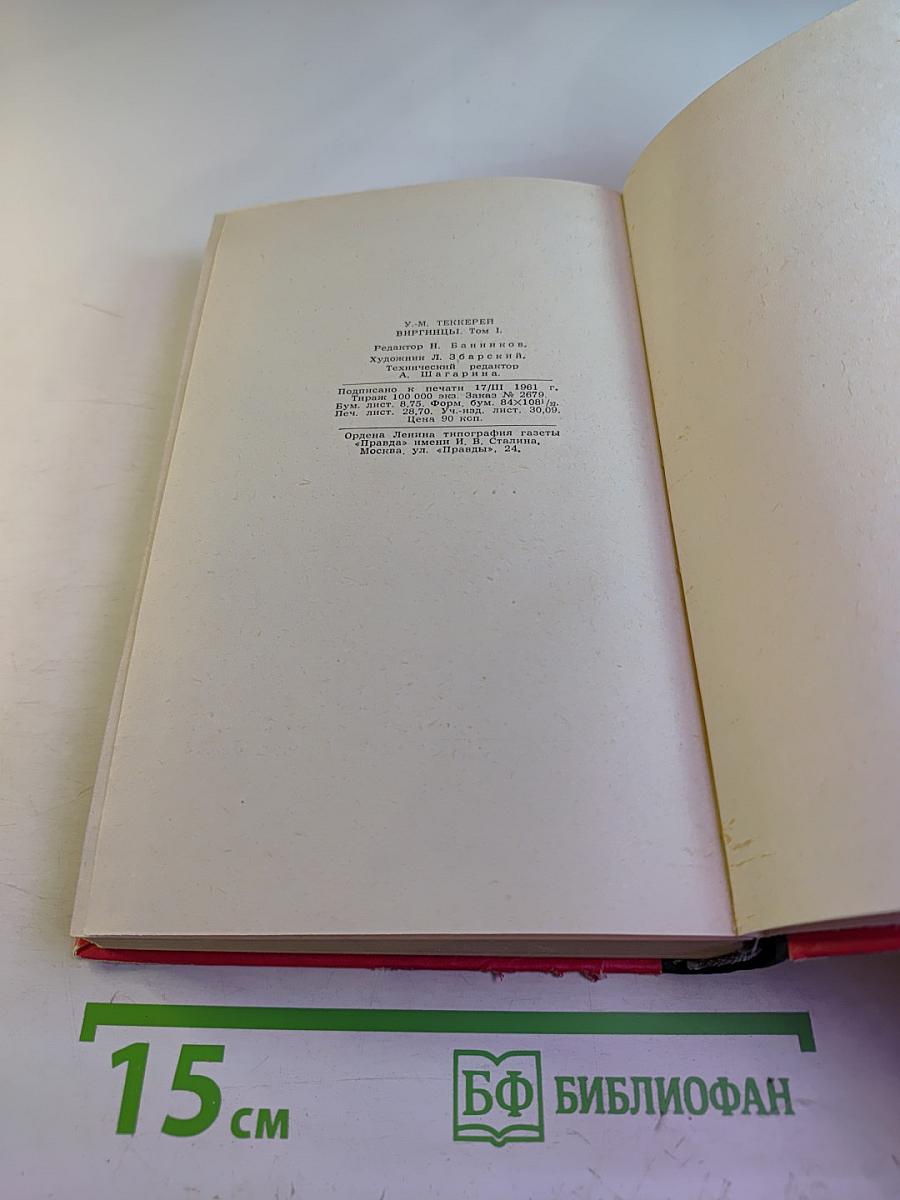 У.-М. ТЕККЕРЕЙ
ВИРГИНЦЫ. Том I.
Редактор Н. Банников.
Художник Л. Збарский.
Технический редактор
А. Шагарина.
Подписано к печати 17/III 1961 г.
Тираж 100 000 экз. Заказ № 2679.
Бум. лист. 8,75. Форм. бум. 84×108¹/₃₂.
Печ. лист. 28,70. Уч.-изд. лист. 30,09.
Цена 90 коп.
Ордена Ленина типография газеты
«Правда» имени И. В. Сталина.
Москва, ул. «Правды», 24.
15 см
БФ БИБЛИОФАН